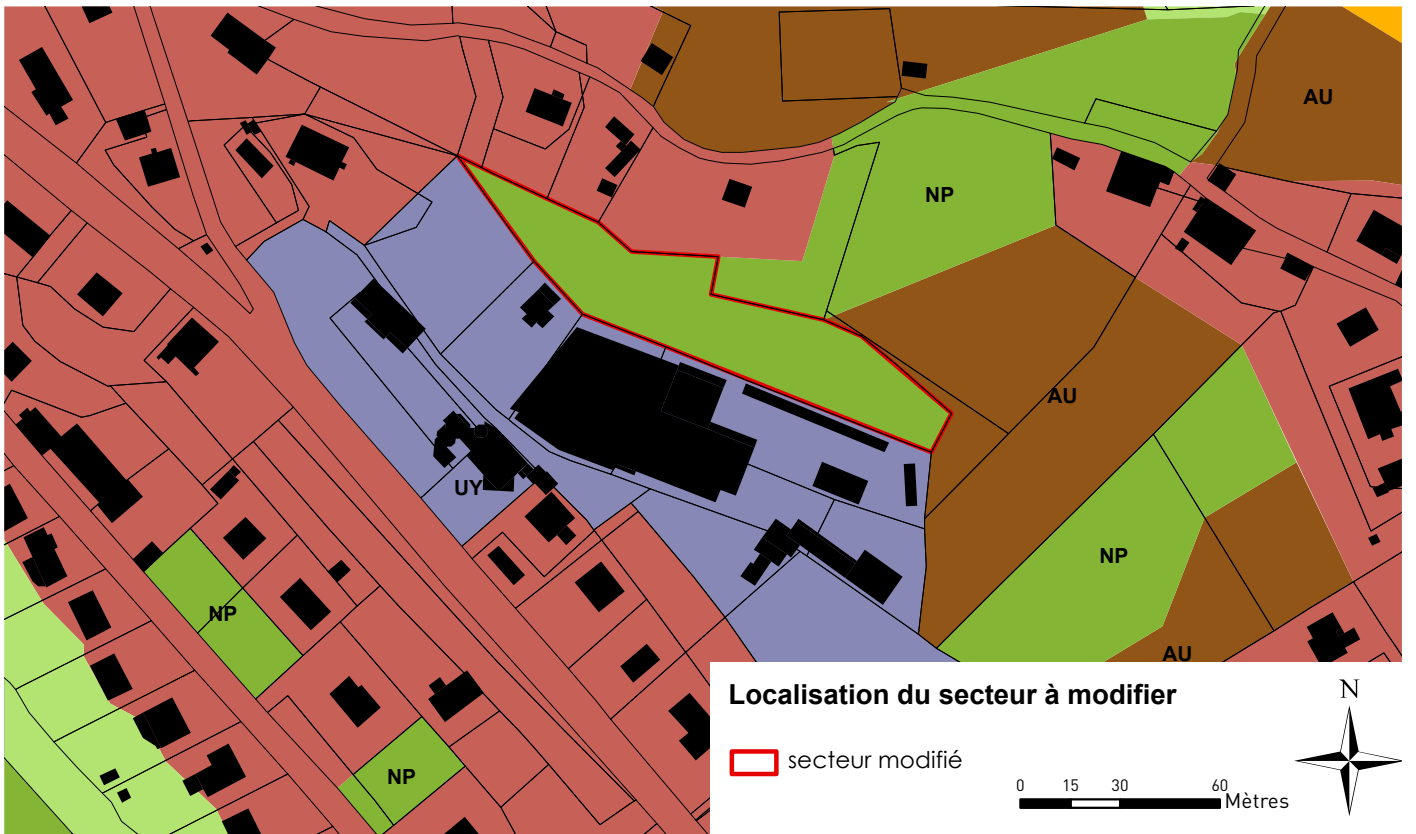 AU
NP
AU
UY
NP
NP
AU
NP
Localisation du secteur à modifier
N
secteur modifié
0 15 30 60
Mètres